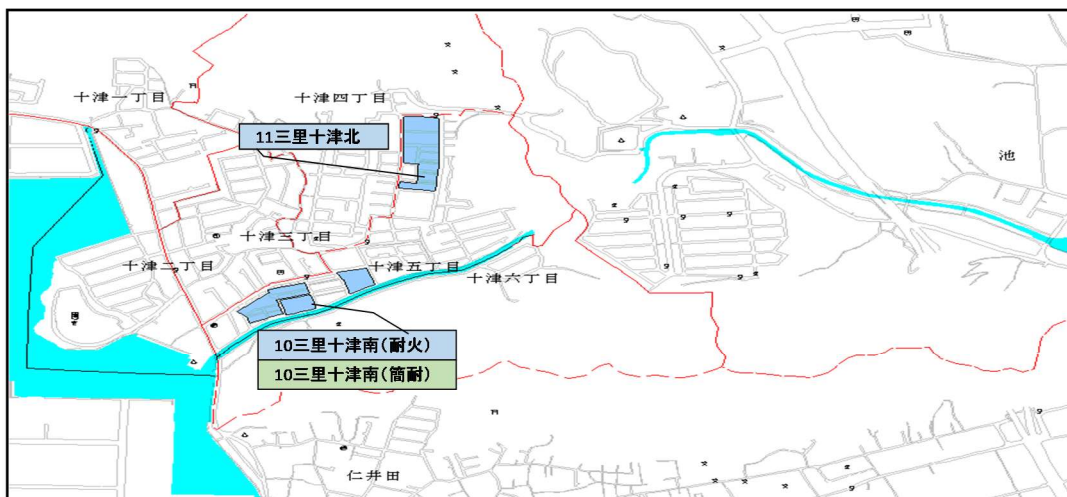 十津一丁目
十津四丁目
11三里十津北
池
十津三丁目
十津二丁目
十津五丁目
十津六丁目
10三里十津南(耐火)
10三里十津南(簡耐)
仁井田